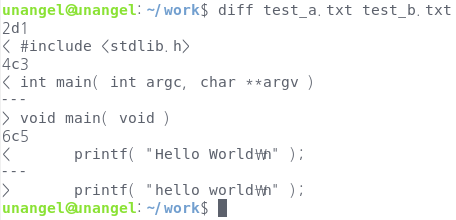 unangel@unangel:~/work$ diff test_a.txt test_b.txt
2d1
< #include <stdlib.h>
4c3
< int main( int argc, char **argv )
---
> void main( void )
6c5
<       printf( "Hello World₩n" );
---
>       printf( "hello world₩n" );
unangel@unangel:~/work$